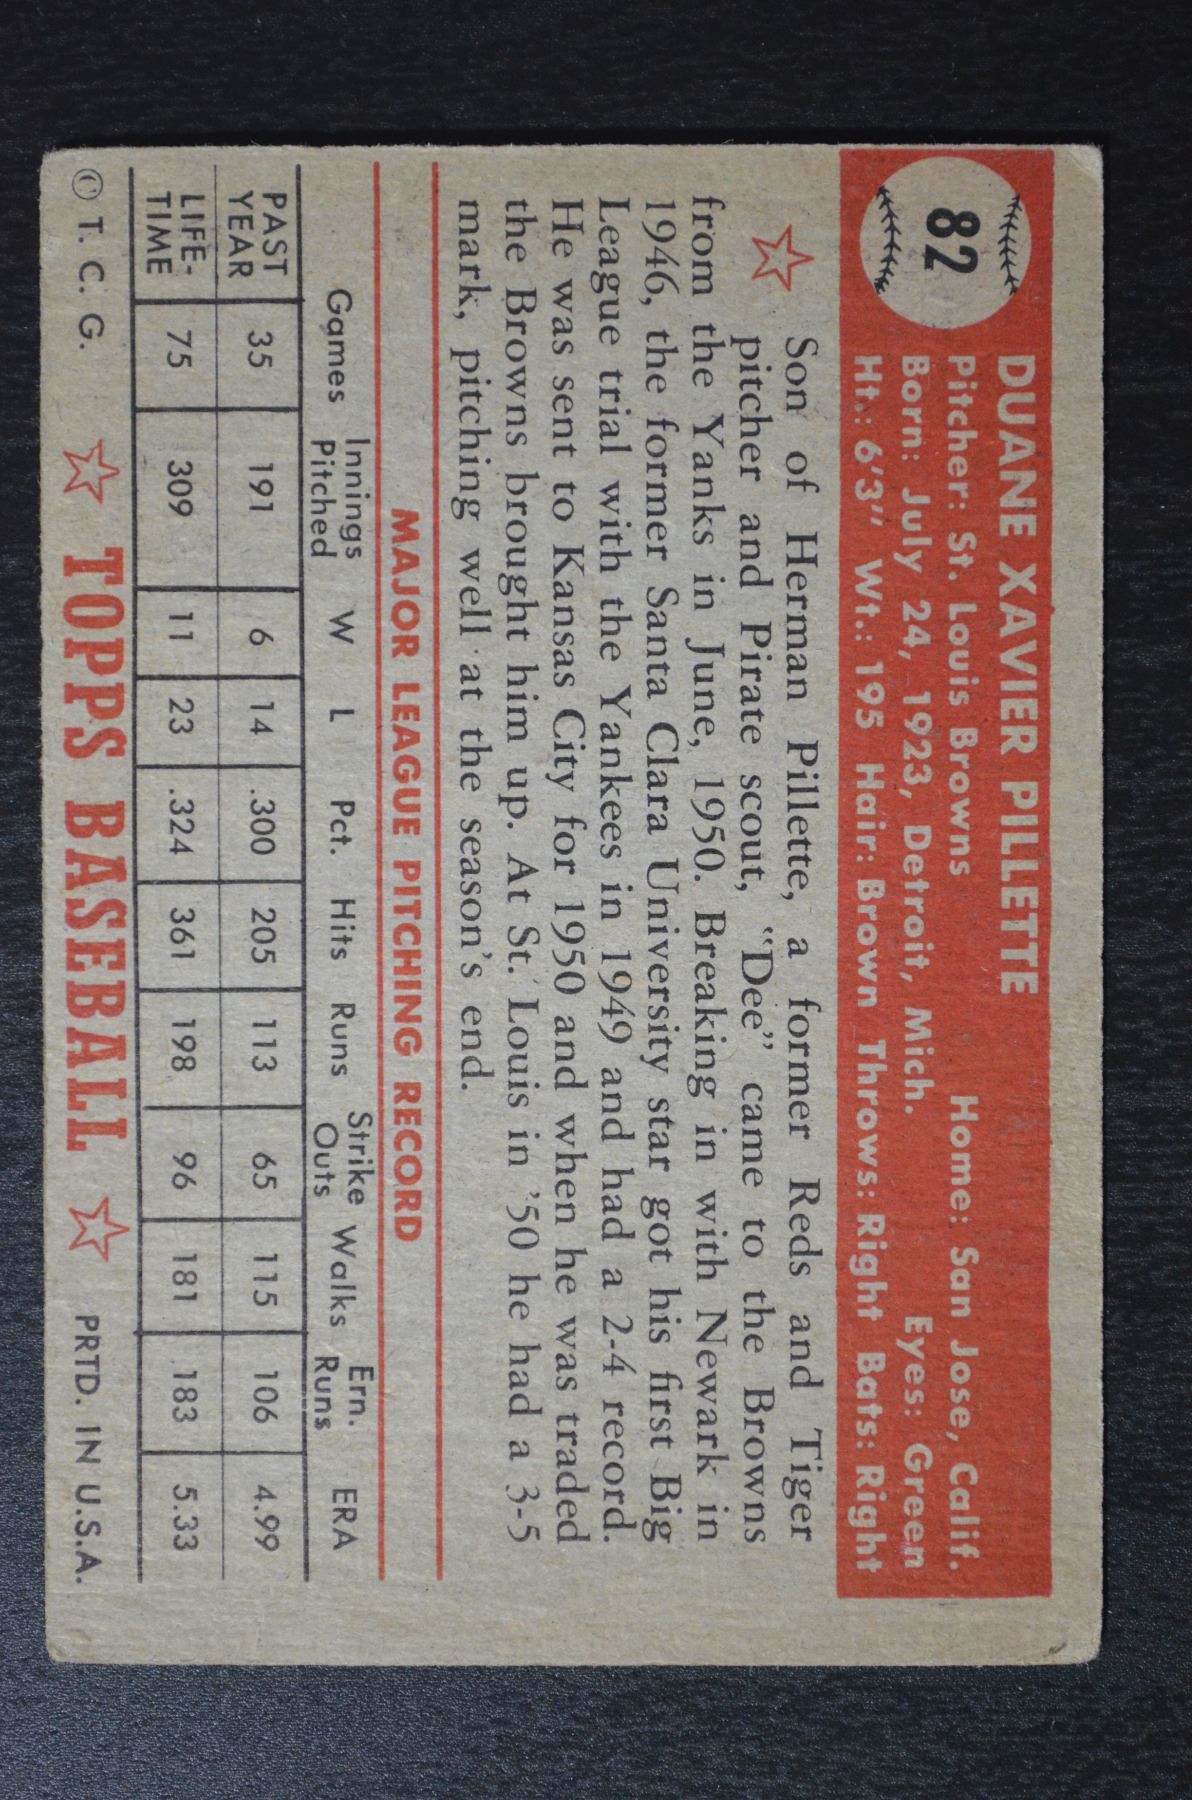 82
DUANE XAVIER PILLETTE
Pitcher: St. Louis Browns Home: San Jose, Calif.
Born: July 24, 1923, Detroit, Mich. Eyes: Green
Ht.: 6'3" Wt.: 195 Hair: Brown Throws: Right Bats: Right
Son of Herman Pillette, a former Reds and Tiger
pitcher and Pirate scout, "Dee" came to the Browns
from the Yanks in June, 1950. Breaking in with Newark in
1946, the former Santa Clara University star got his first Big
League trial with the Yankees in 1949 and had a 2-4 record.
He was sent to Kansas City for 1950 and when he was traded
the Browns brought him up. At St. Louis in '50 he had a 3-5
mark, pitching well at the season's end.
MAJOR LEAGUE PITCHING RECORD
Games Innings Pitched W L Pct. Hits Runs Strike Outs Walks Ern. Runs ERA
PAST YEAR 35 191 6 14 .300 205 113 65 115 106 4.99
LIFE-TIME 75 309 11 23 .324 361 198 96 181 183 5.33
© T. C. G. TOPPS BASEBALL PRTD. IN U.S.A.